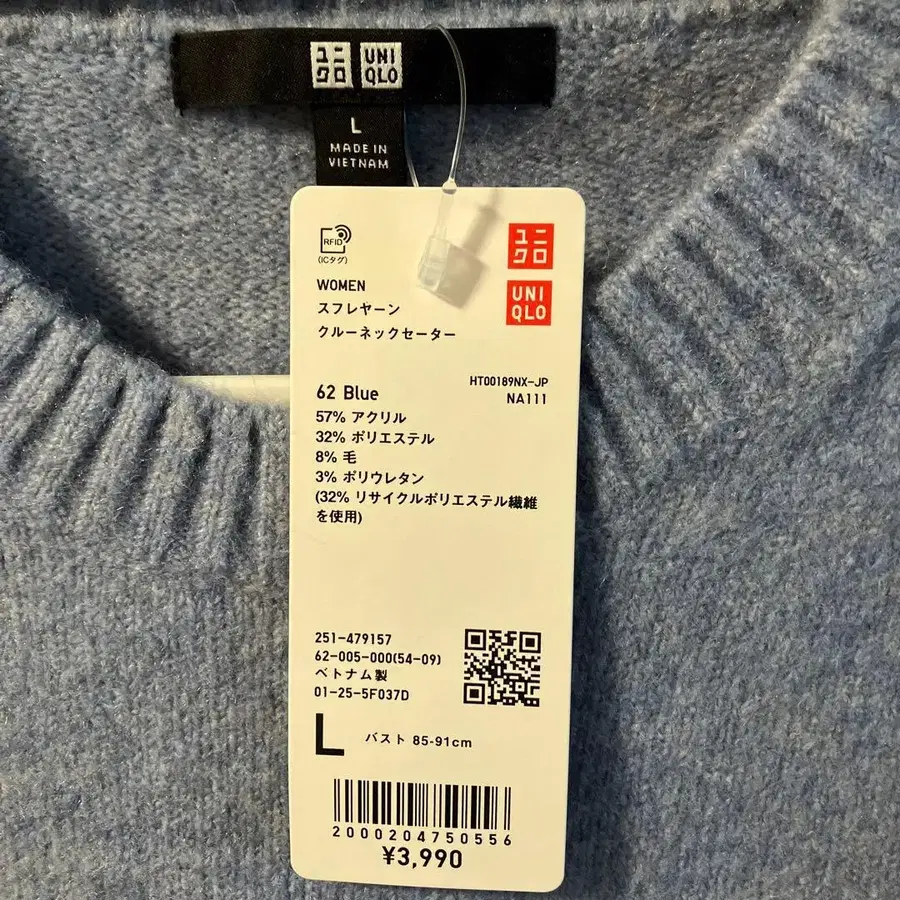 ユニ UNI
クロ QLO
L
MADE IN
VIETNAM
RFID
(ICタグ)
ユニ
クロ
UNI
QLO
WOMEN
スフレヤーン
クルーネックセーター
HT00189NX-JP
62 Blue
NA111
57% アクリル
32% ポリエステル
8% 毛
3% ポリウレタン
(32% リサイクルポリエステル繊維
を使用)
251-479157
62-005-000(54-09)
ベトナム製
01-25-5F037D
L バスト 85-91cm
2000204750556
¥3,990